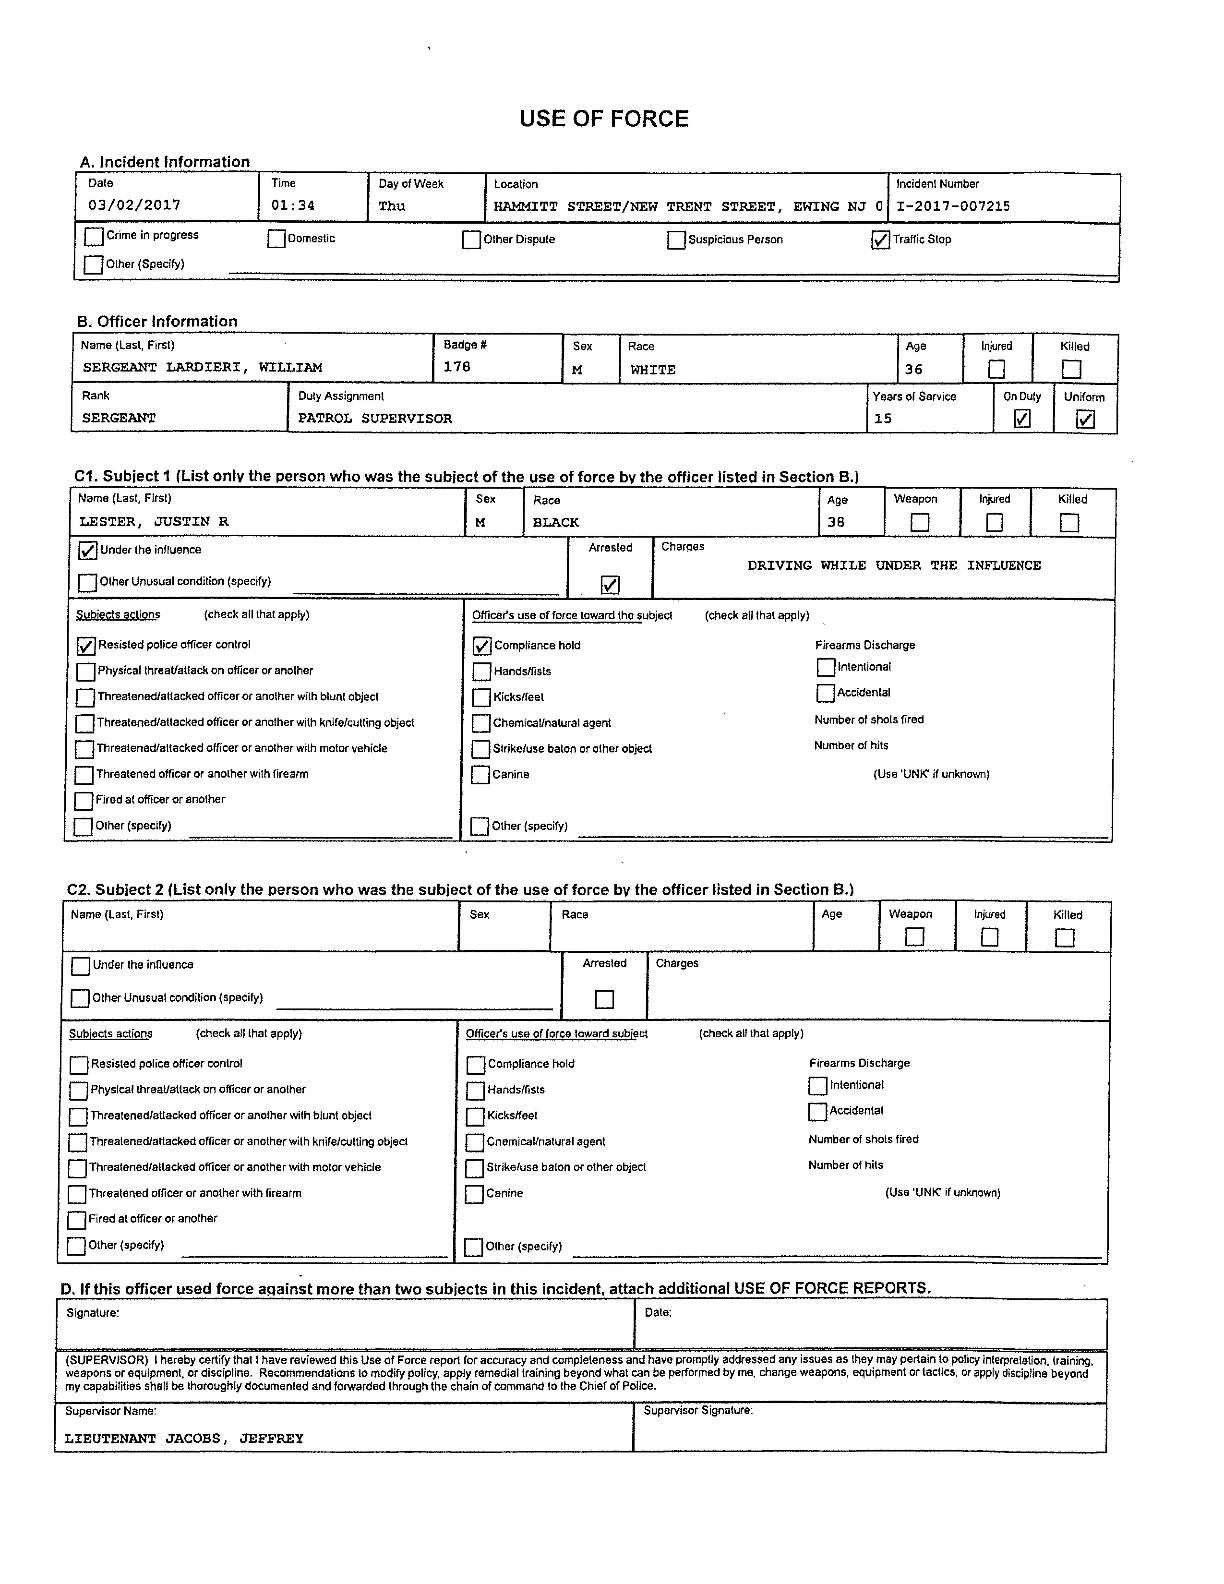 USE OF FORCE
A. Incident Information
Date Time Day of Week Location Incident Number
03/02/2017 01:34 Thu HAMMITT STREET/NEW TRENT STREET, EWING NJ 0 I-2017-007215
Crime in progress Domestic Other Dispute Suspicious Person Traffic Stop
Other (Specify)
B. Officer Information
Name (Last, First) Badge # Sex Race Age Injured Killed
SERGEANT LARDIERI, WILLIAM 178 M WHITE 36
Rank Duty Assignment Years of Service On Duty Uniform
SERGEANT PATROL SUPERVISOR 15
C1. Subject 1 (List only the person who was the subject of the use of force by the officer listed in Section B.)
Name (Last, First) Sex Race Age Weapon Injured Killed
LESTER, JUSTIN R M BLACK 38
Under the influence Arrested Charges
DRIVING WHILE UNDER THE INFLUENCE
Other Unusual condition (specify)
Subjects actions (check all that apply) Officer's use of force toward the subject (check all that apply)
Resisted police officer control Compliance hold Firearms Discharge
Physical threat/attack on officer or another Hands/fists Intentional
Threatened/attacked officer or another with blunt object Kicks/feet Accidental
Threatened/attacked officer or another with knife/cutting object Chemical/natural agent Number of shots fired
Threatened/attacked officer or another with motor vehicle Strike/use baton or other object Number of hits
Threatened officer or another with firearm Canine (Use 'UNK' if unknown)
Fired at officer or another
Other (specify) Other (specify)
C2. Subject 2 (List only the person who was the subject of the use of force by the officer listed in Section B.)
Name (Last, First) Sex Race Age Weapon Injured Killed
Under the influence Arrested Charges
Other Unusual condition (specify)
Subjects actions (check all that apply) Officer's use of force toward subject (check all that apply)
Resisted police officer control Compliance hold Firearms Discharge
Physical threat/attack on officer or another Hands/fists Intentional
Threatened/attacked officer or another with blunt object Kicks/feet Accidental
Threatened/attacked officer or another with knife/cutting object Chemical/natural agent Number of shots fired
Threatened/attacked officer or another with motor vehicle Strike/use baton or other object Number of hits
Threatened officer or another with firearm Canine (Use 'UNK' if unknown)
Fired at officer or another
Other (specify) Other (specify)
D. If this officer used force against more than two subjects in this incident, attach additional USE OF FORCE REPORTS.
Signature: Date:
(SUPERVISOR) I hereby certify that I have reviewed this Use of Force report for accuracy and completeness and have promptly addressed any issues as they may pertain to policy interpretation, training,
weapons or equipment, or discipline. Recommendations to modify policy, apply remedial training beyond what can be performed by me, change weapons, equipment or tactics, or apply discipline beyond
my capabilities shall be thoroughly documented and forwarded through the chain of command to the Chief of Police.
Supervisor Name: Supervisor Signature:
LIEUTENANT JACOBS, JEFFREY